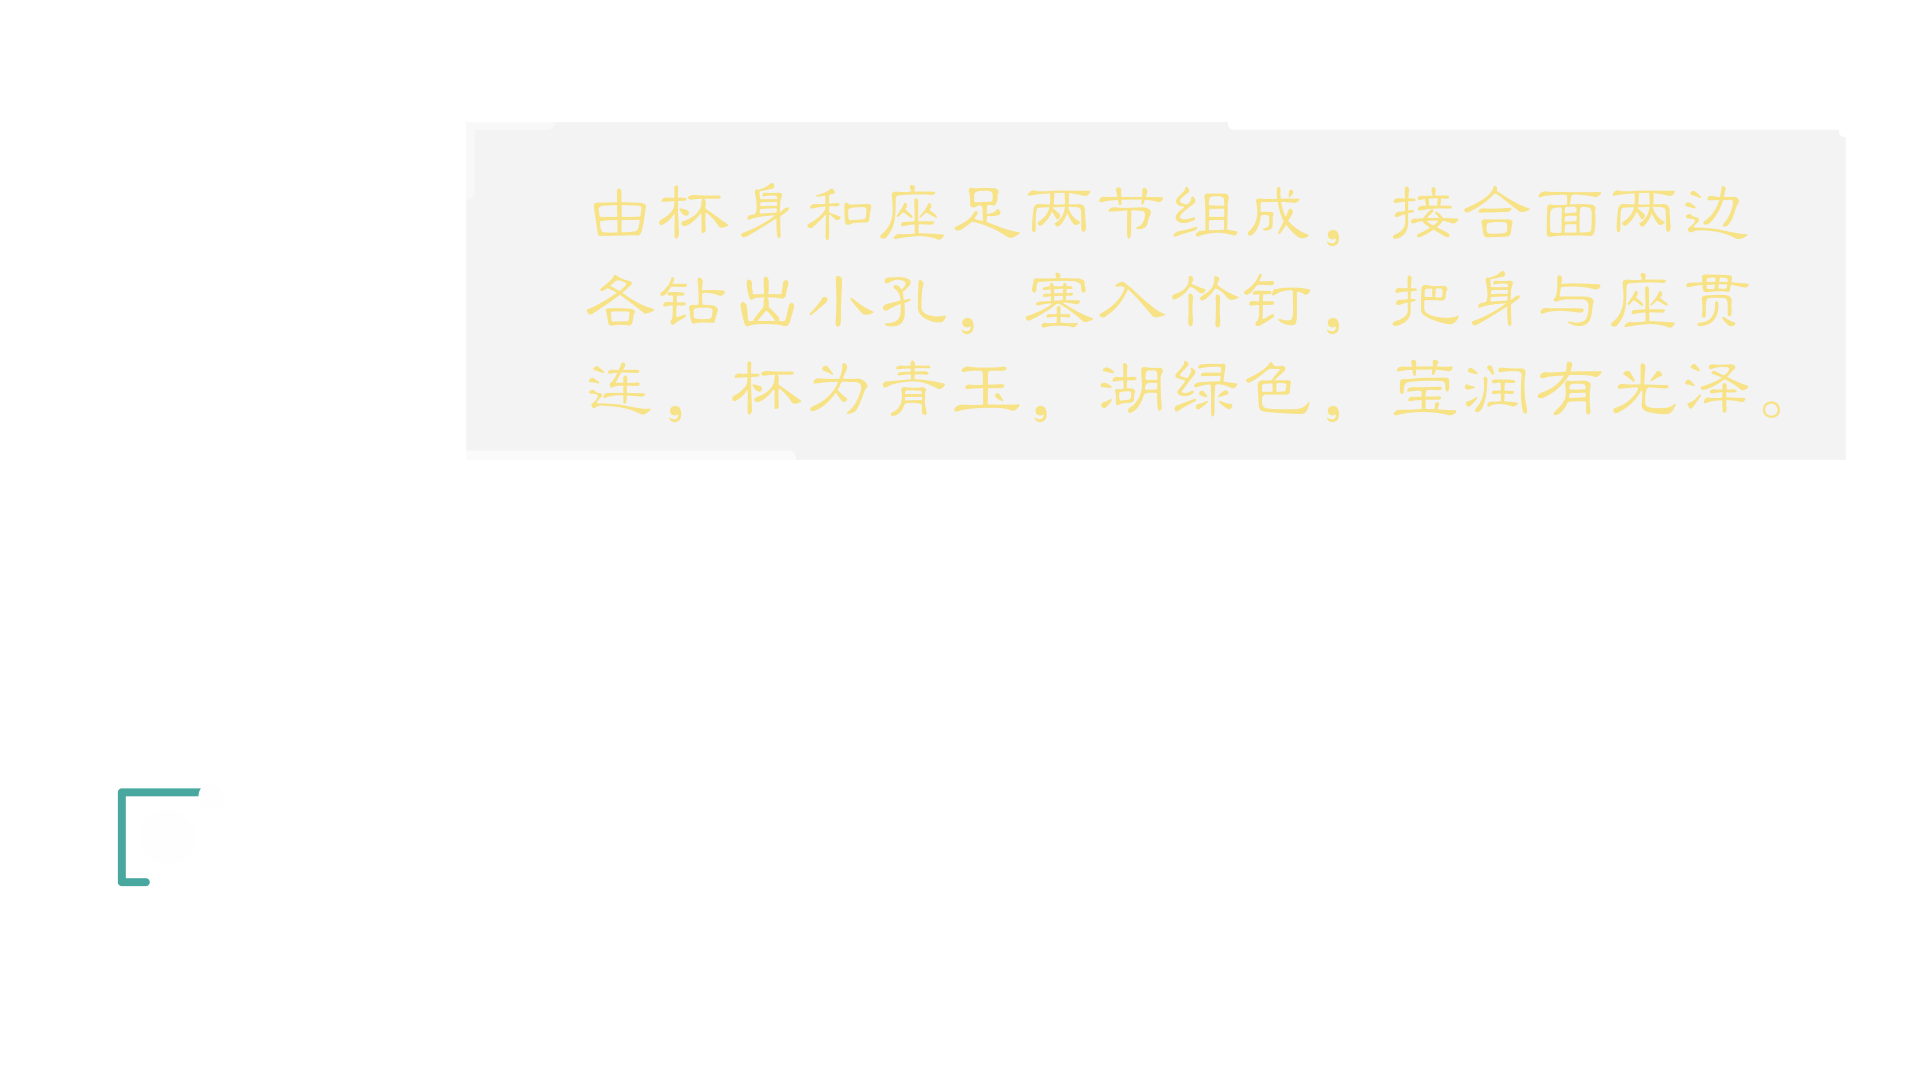 由杯身和座足两节组成，接合面两边
各钻出小孔，塞入竹钉，把身与座贯
连，杯为青玉，湖绿色，莹润有光泽。